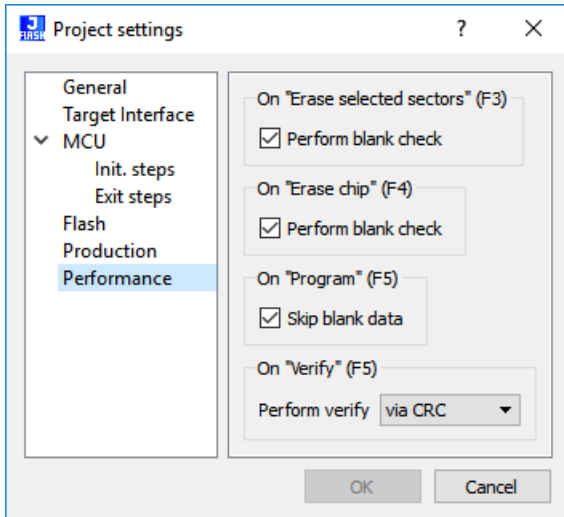 J
FLASH
Project settings
?
General
Target Interface
MCU
Init. steps
Exit steps
Flash
Production
Performance
On "Erase selected sectors" (F3)
Perform blank check
On "Erase chip" (F4)
Perform blank check
On "Program" (F5)
Skip blank data
On "Verify" (F5)
Perform verify via CRC
OK Cancel